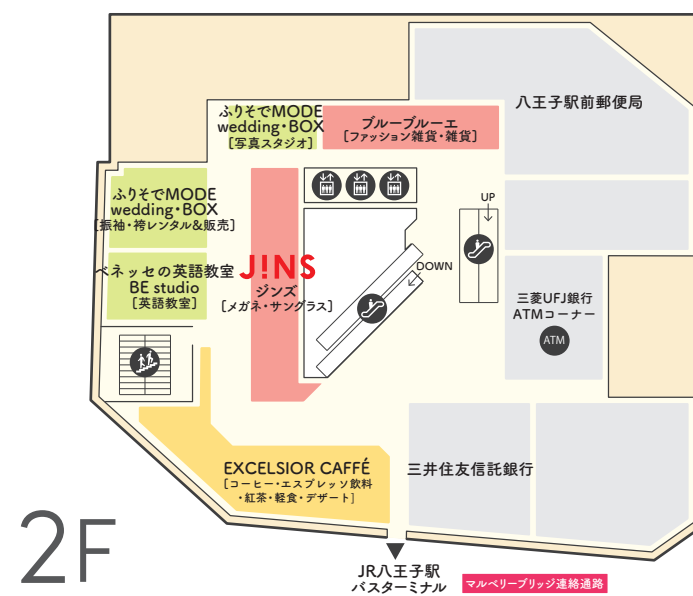 八王子駅前郵便局
ふりそでMODE
wedding・BOX
[写真スタジオ]
ブルーブルーエ
[ファッション雑貨・雑貨]
ふりそでMODE
wedding・BOX
[振袖・袴レンタル&販売]
UP
DOWN
ベネッセの英語教室
BE studio
[英語教室]
J!NS
ジンズ
[メガネ・サングラス]
三菱UFJ銀行
ATMコーナー
ATM
EXCELSIOR CAFFÉ
[コーヒー・エスプレッソ飲料
・紅茶・軽食・デザート]
三井住友信託銀行
2F
JR八王子駅
バスターミナル
マルベリーブリッジ連絡通路